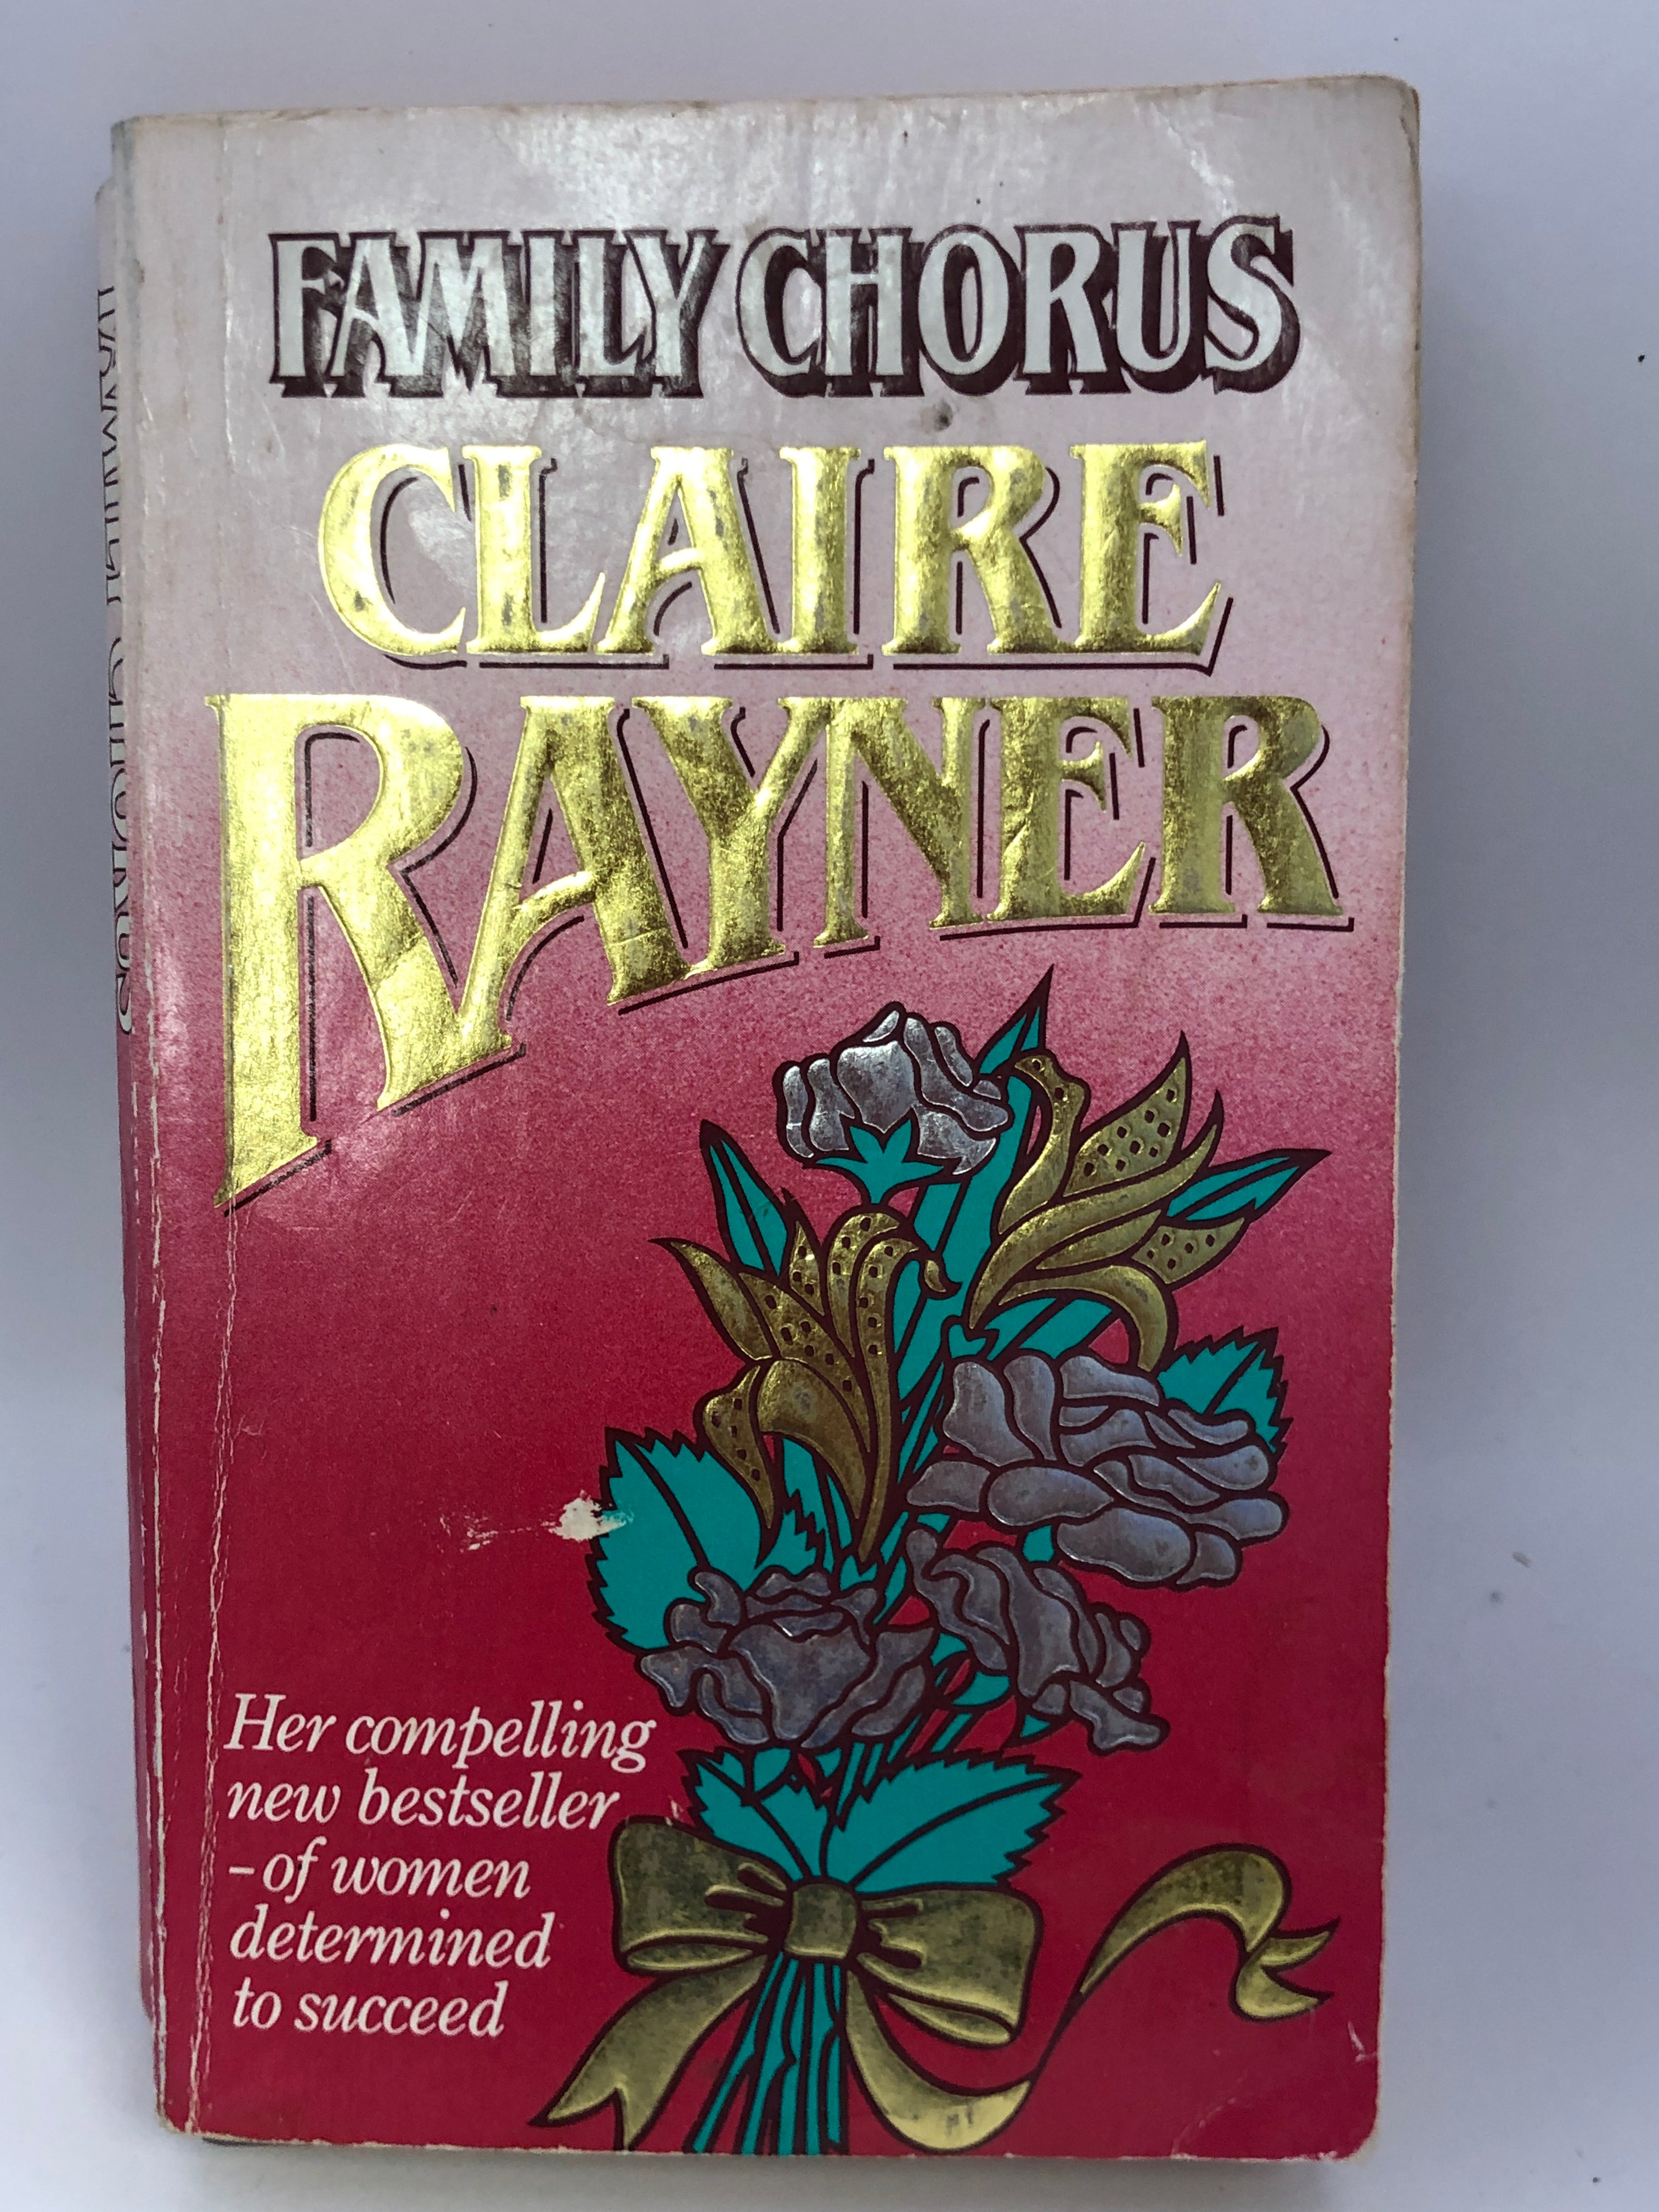 FAMILY CHORUS
CLAIRE
RAYNER
Her compelling
new bestseller
– of women
determined
to succeed
FAMILY CHORUS